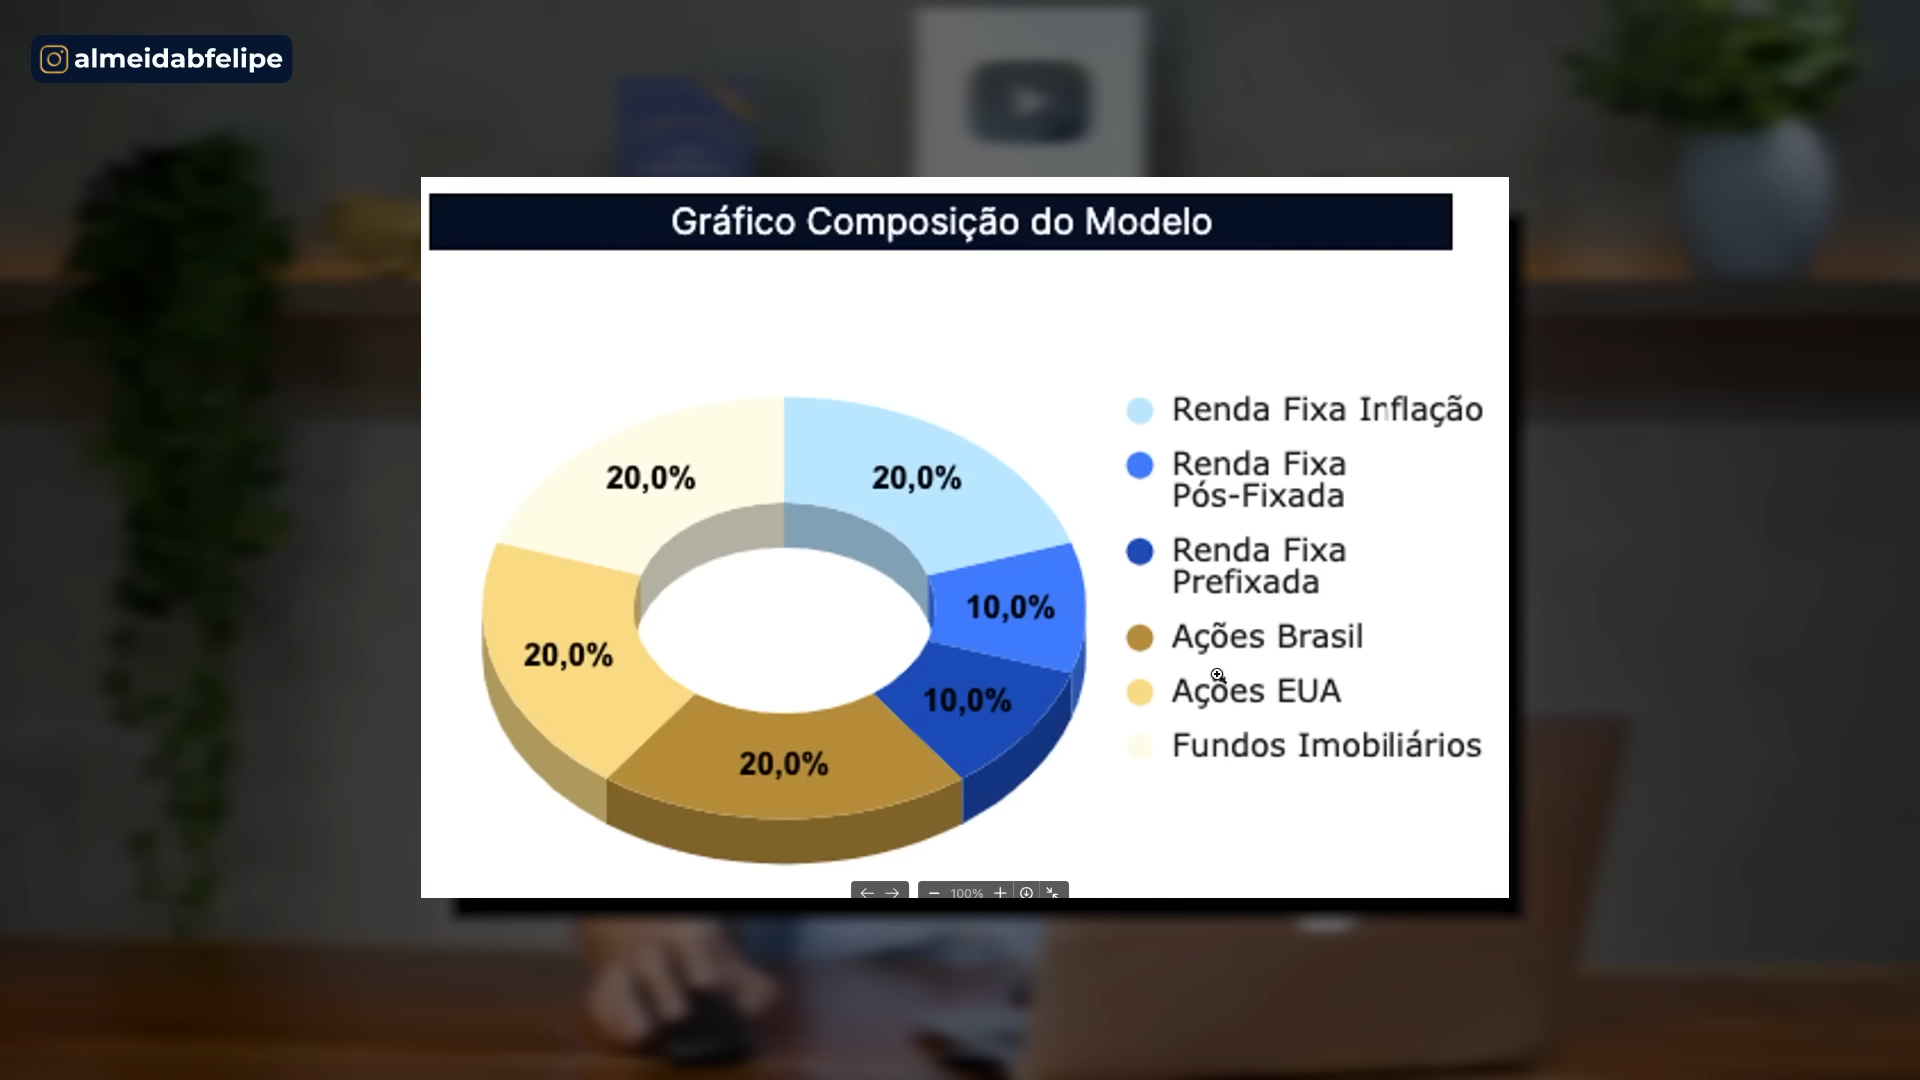 almeidabfelipe
Gráfico Composição do Modelo
20,0%
20,0%
Renda Fixa Inflação
Renda Fixa
Pós-Fixada
Renda Fixa
Prefixada
10,0%
Ações Brasil
20,0%
Ações EUA
10,0%
Fundos Imobiliários
20,0%
100%